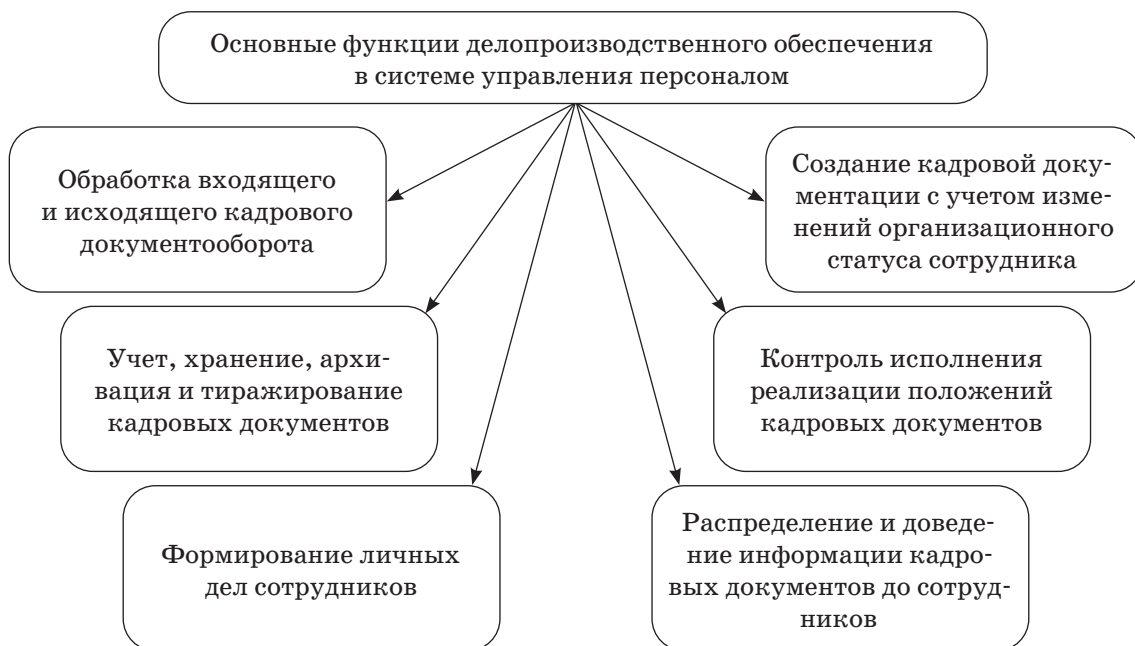 Основные функции делопроизводственного обеспечения
в системе управления персоналом
Обработка входящего
и исходящего кадрового
документооборота
Создание кадровой доку-
ментации с учетом изме-
нений организационного
статуса сотрудника
Учет, хранение, архи-
вация и тиражирование
кадровых документов
Контроль исполнения
реализации положений
кадровых документов
Формирование личных
дел сотрудников
Распределение и доведе-
ние информации кадро-
вых документов до сотруд-
ников